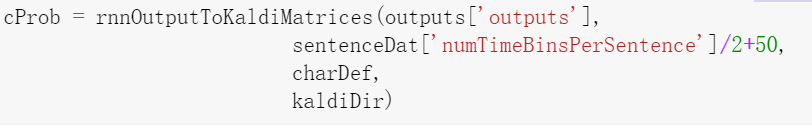 cProb = rnnOutputToKaldiMatrices(outputs['outputs'],
sentenceDat['numTimeBinsPerSentence']/2+50,
charDef,
kaldiDir)